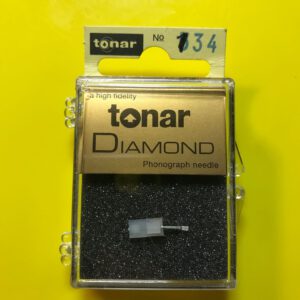 tonar No 134
a high fidelity
tonar
DIAMOND
Phonograph needle